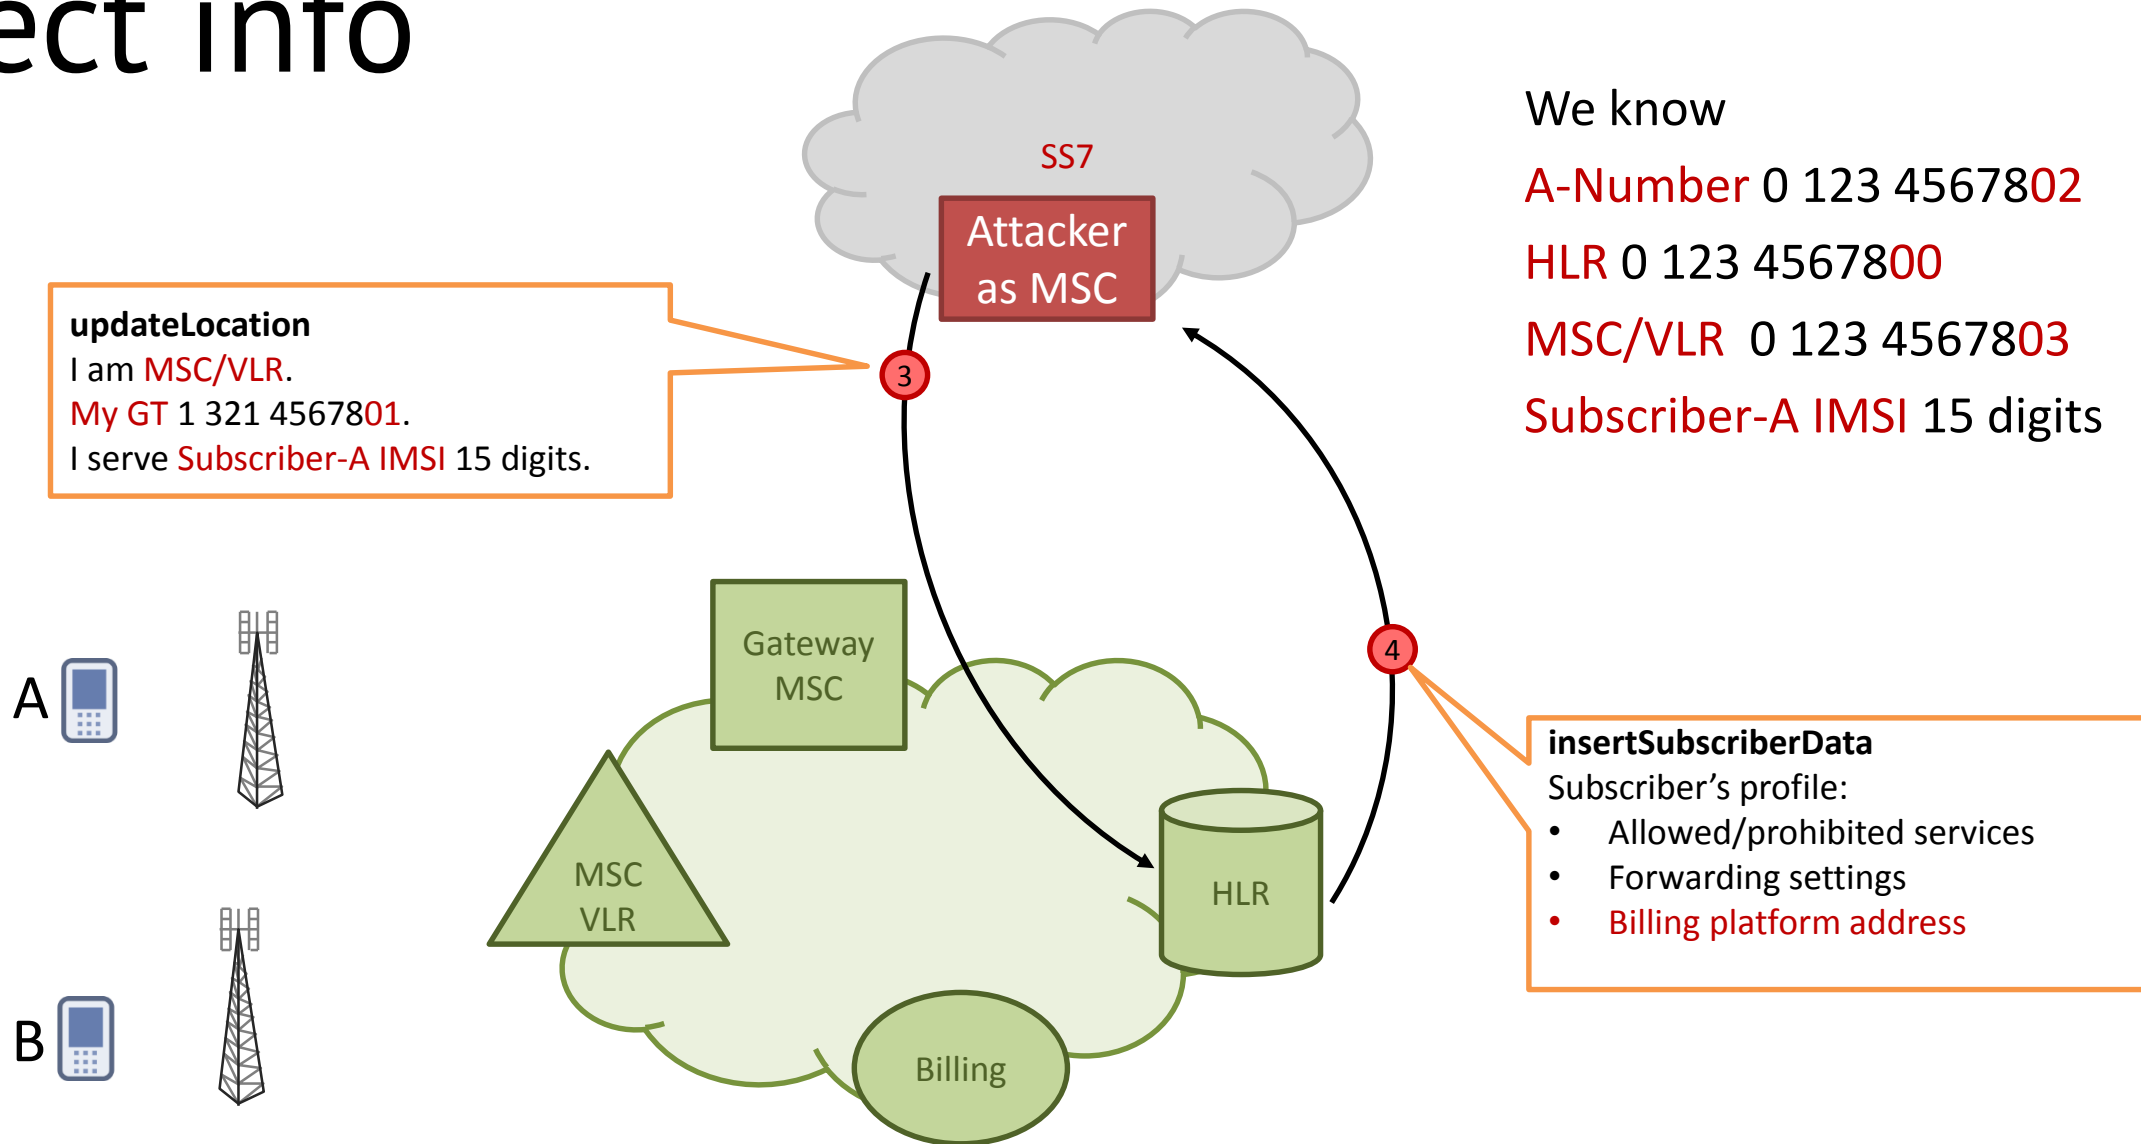 ect info
SS7
Attacker
as MSC
We know
A-Number 0 123 4567802
HLR 0 123 4567800
MSC/VLR 0 123 4567803
Subscriber-A IMSI 15 digits
updateLocation
I am MSC/VLR.
My GT 1 321 4567801.
I serve Subscriber-A IMSI 15 digits.
3
Gateway
MSC
4
A
insertSubscriberData
Subscriber’s profile:
• Allowed/prohibited services
• Forwarding settings
• Billing platform address
MSC
VLR
HLR
B
Billing